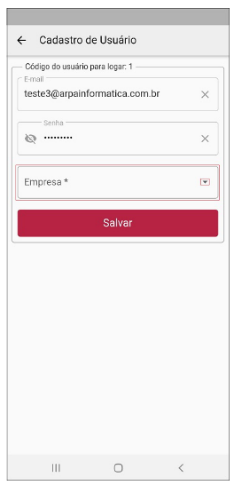 Cadastro de Usuário
Código do usuário para logar: 1
E-mail
teste3@arpainformatica.com.br
Senha
Empresa *
Salvar